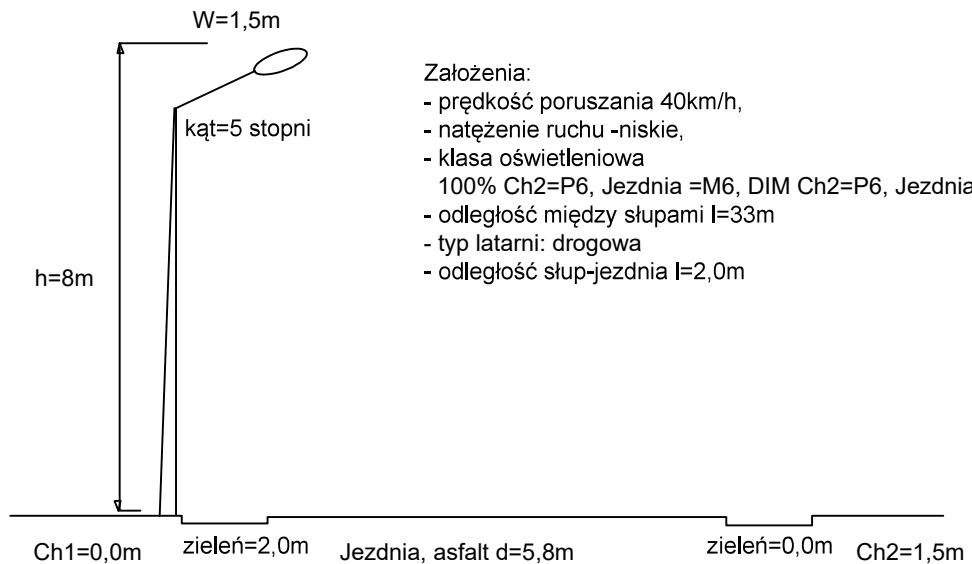 W=1,5m
Założenia:
- prędkość poruszania 40km/h,
- natężenie ruchu -niskie,
- klasa oświetleniowa
100% Ch2=P6, Jezdnia =M6, DIM Ch2=P6, Jezdnia
- odległość między słupami l=33m
- typ latarni: drogowa
- odległość słup-jezdnia l=2,0m
kąt=5 stopni
h=8m
Ch1=0,0m zieleń=2,0m Jezdnia, asfalt d=5,8m zieleń=0,0m Ch2=1,5m